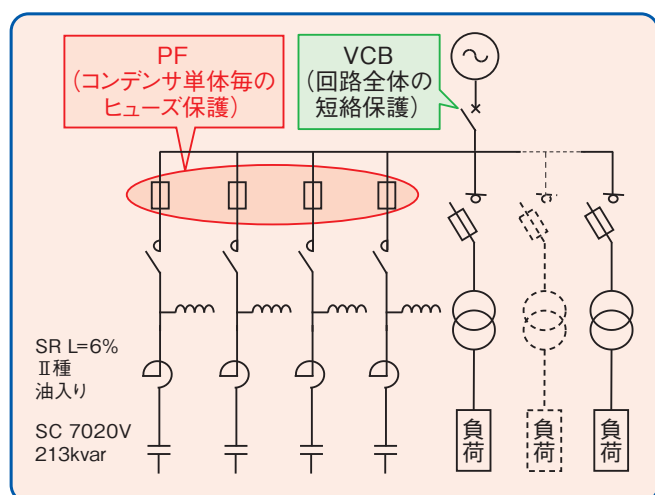 PF
(コンデンサ単体毎の
ヒューズ保護)
VCB
(回路全体の
短絡保護)
SR L=6%
Ⅱ種
油入り
SC 7020V
213kvar
負荷
負荷
負荷